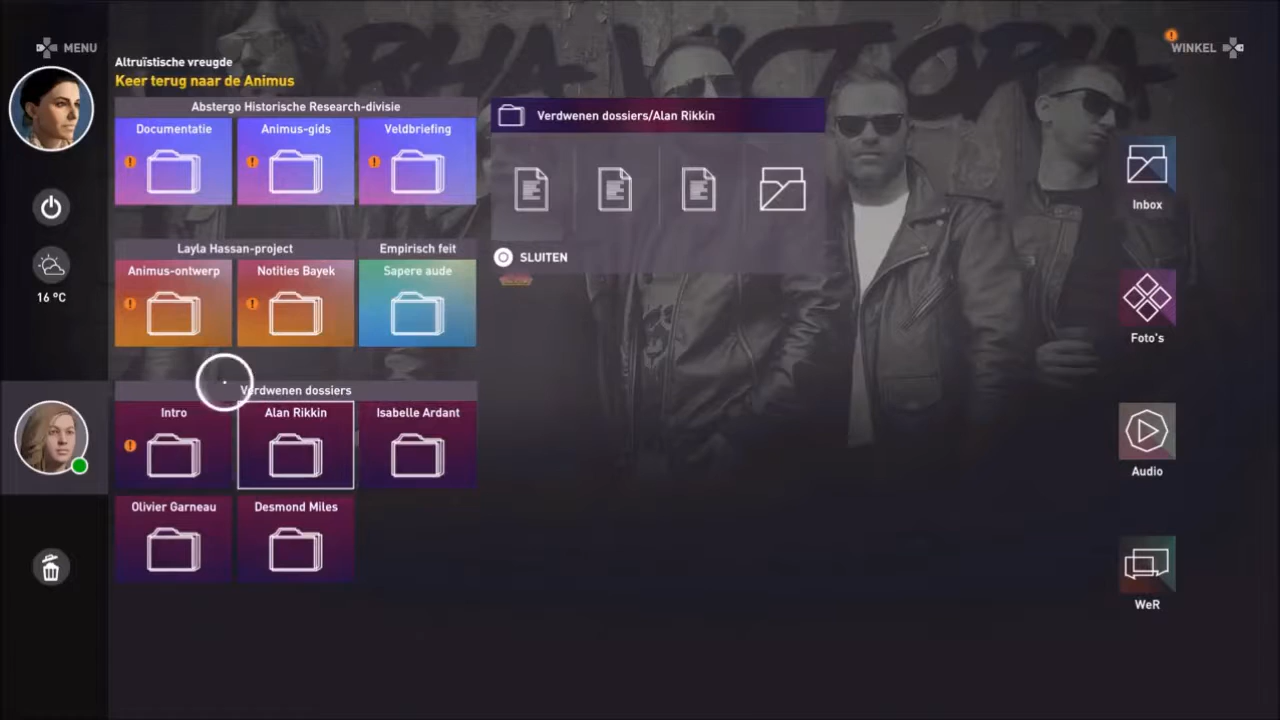 MENU
! WINKEL
Altruïstische vreugde
Keer terug naar de Animus
Abstergo Historische Research-divisie
Documentatie Animus-gids Veldbriefing
! ! !
Verdwenen dossiers/Alan Rikkin
SLUITEN
Layla Hassan-project Empirisch feit
Animus-ontwerp Notities Bayek Sapere aude
! !
16 °C
Verdwenen dossiers
Intro Alan Rikkin Isabelle Ardant
!
Olivier Garneau Desmond Miles
Inbox
Foto's
Audio
WeR